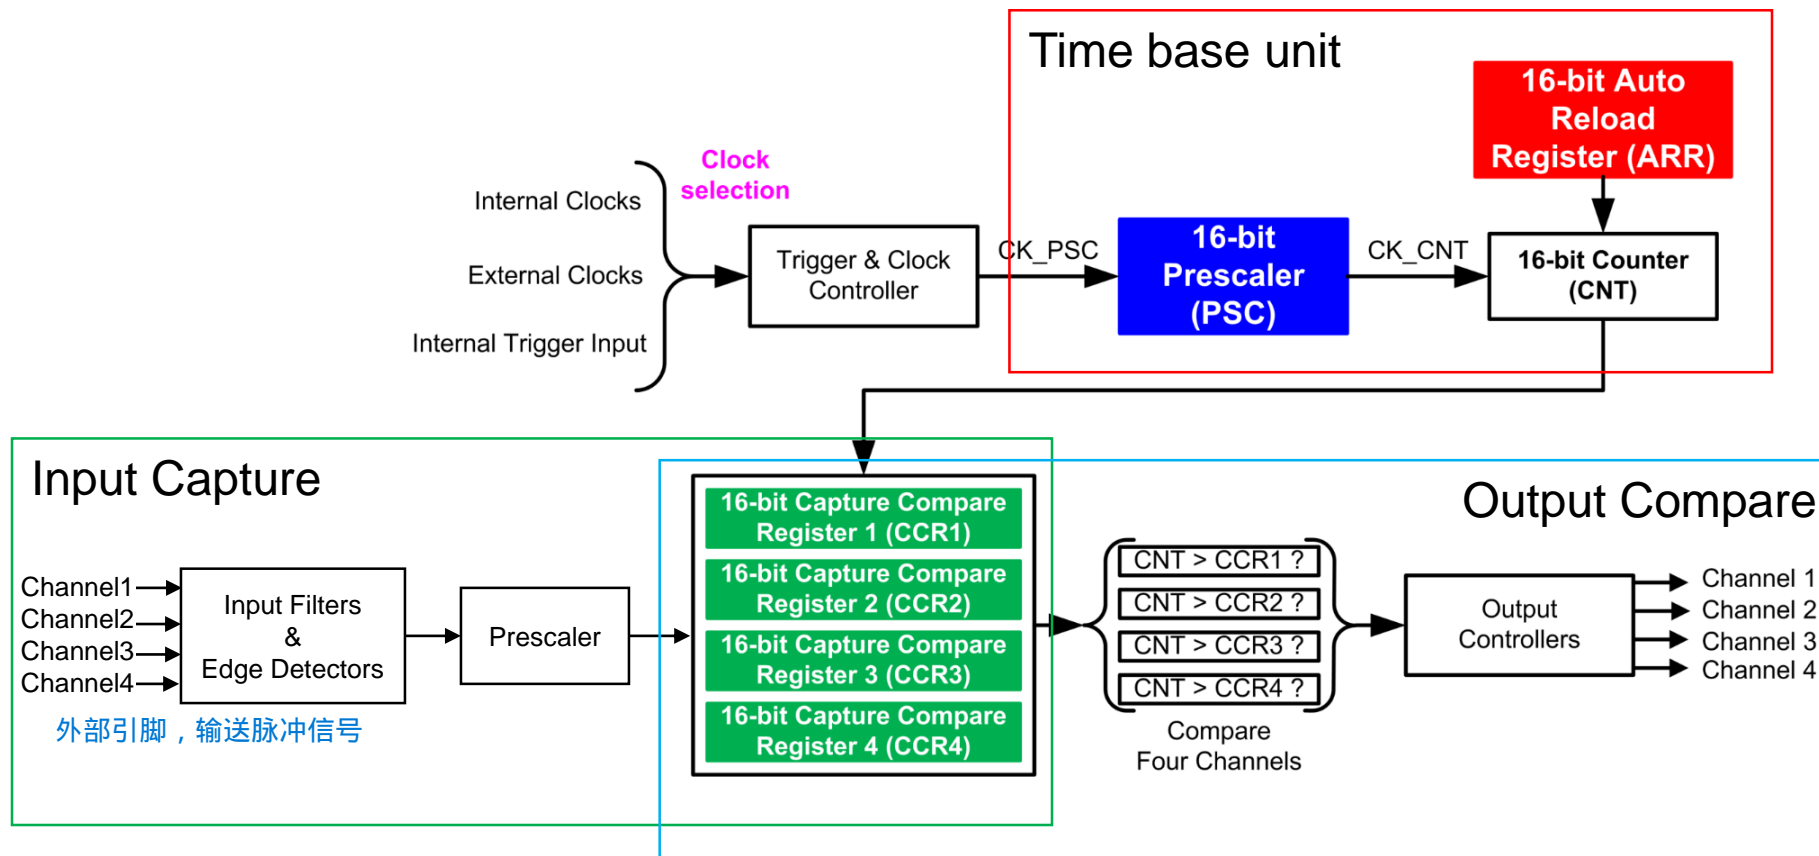 Time base unit
16-bit Auto
Reload
Register (ARR)
Clock
selection
Internal Clocks
External Clocks
Internal Trigger Input
Trigger & Clock
Controller
CK_PSC
16-bit
Prescaler
(PSC)
CK_CNT
16-bit Counter
(CNT)
Input Capture
Output Compare
Channel1
Channel2
Channel3
Channel4
Input Filters
&
Edge Detectors
Prescaler
外部引脚，输送脉冲信号
16-bit Capture Compare
Register 1 (CCR1)
16-bit Capture Compare
Register 2 (CCR2)
16-bit Capture Compare
Register 3 (CCR3)
16-bit Capture Compare
Register 4 (CCR4)
CNT > CCR1 ?
CNT > CCR2 ?
CNT > CCR3 ?
CNT > CCR4 ?
Compare
Four Channels
Output
Controllers
Channel 1
Channel 2
Channel 3
Channel 4